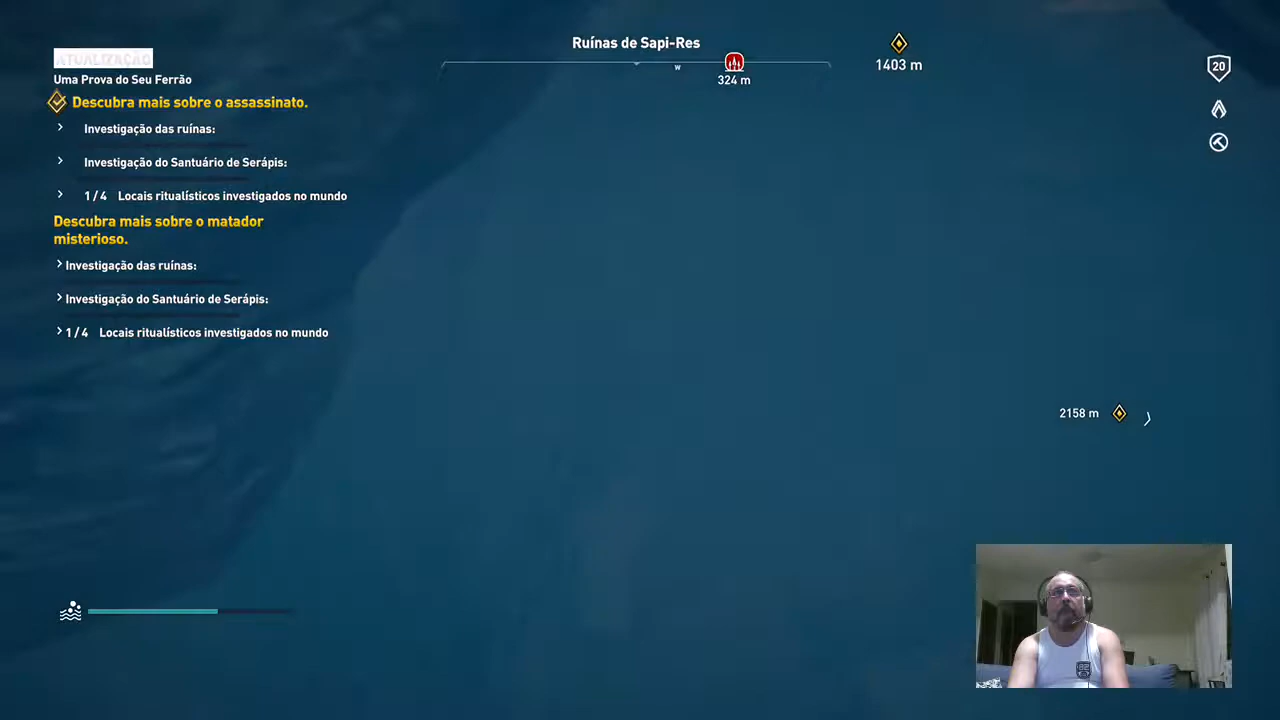 Ruínas de Sapi-Res
W
324 m
1403 m
20
ATUALIZAÇÃO
Uma Prova do Seu Ferrão
Descubra mais sobre o assassinato.
Investigação das ruínas:
Investigação do Santuário de Serápis:
1 / 4 Locais ritualísticos investigados no mundo
Descubra mais sobre o matador
misterioso.
Investigação das ruínas:
Investigação do Santuário de Serápis:
1 / 4 Locais ritualísticos investigados no mundo
2158 m